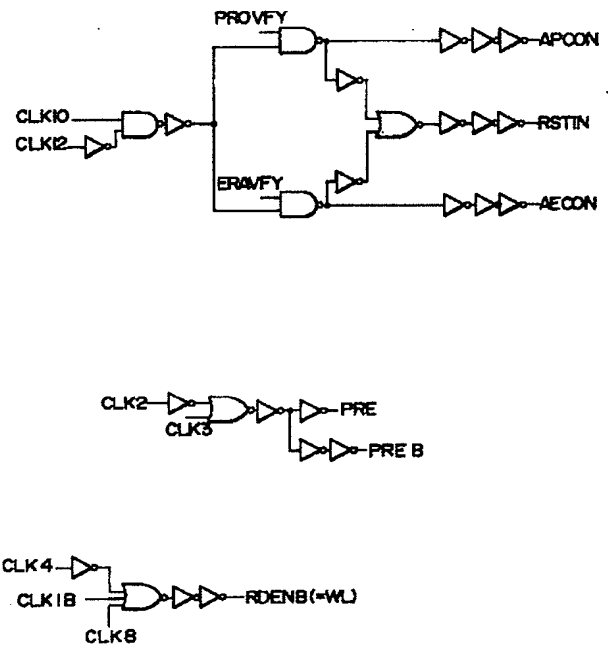 PROVFY
APCON
CLK10
RSTIN
CLK12
ERAVFY
AECON
CLK2
PRE
CLK3
PRE B
CLK4
CLK1B
RDENB(=WL)
CLK8